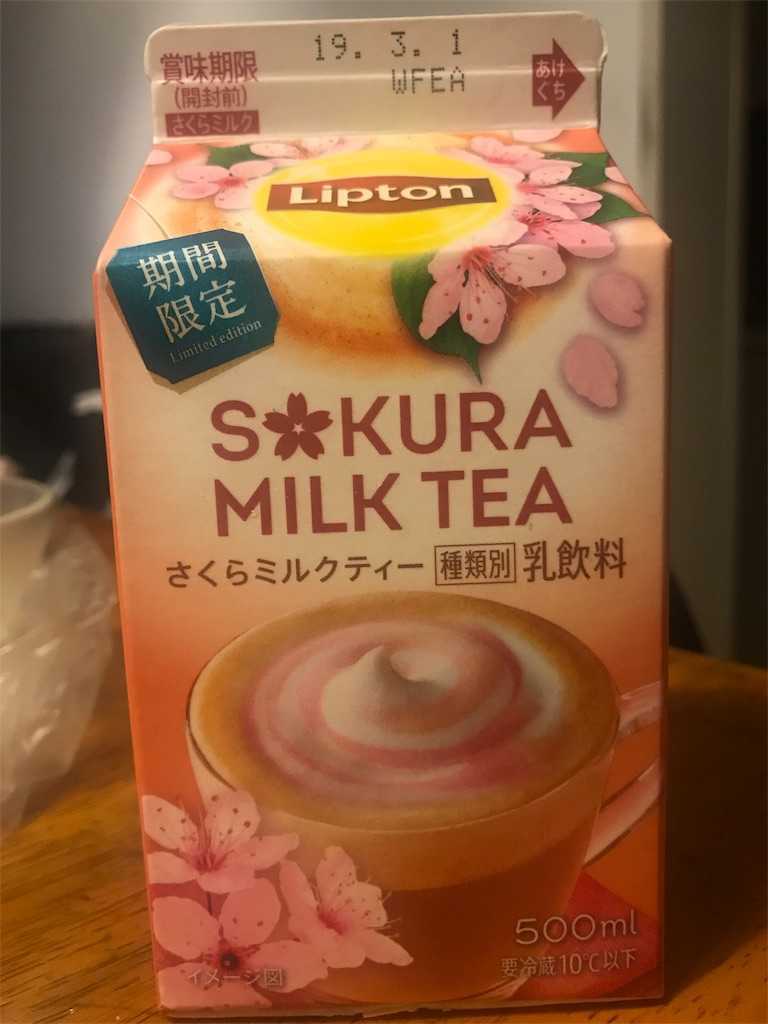 賞味期限
(開封前)
さくらミルク
19. 3. 1
WFEA
あけ
くち
Lipton
期間
限定
Limited edition
SAKURA
MILK TEA
さくらミルクティー 種類別 乳飲料
500ml
要冷蔵10℃以下
イメージ図